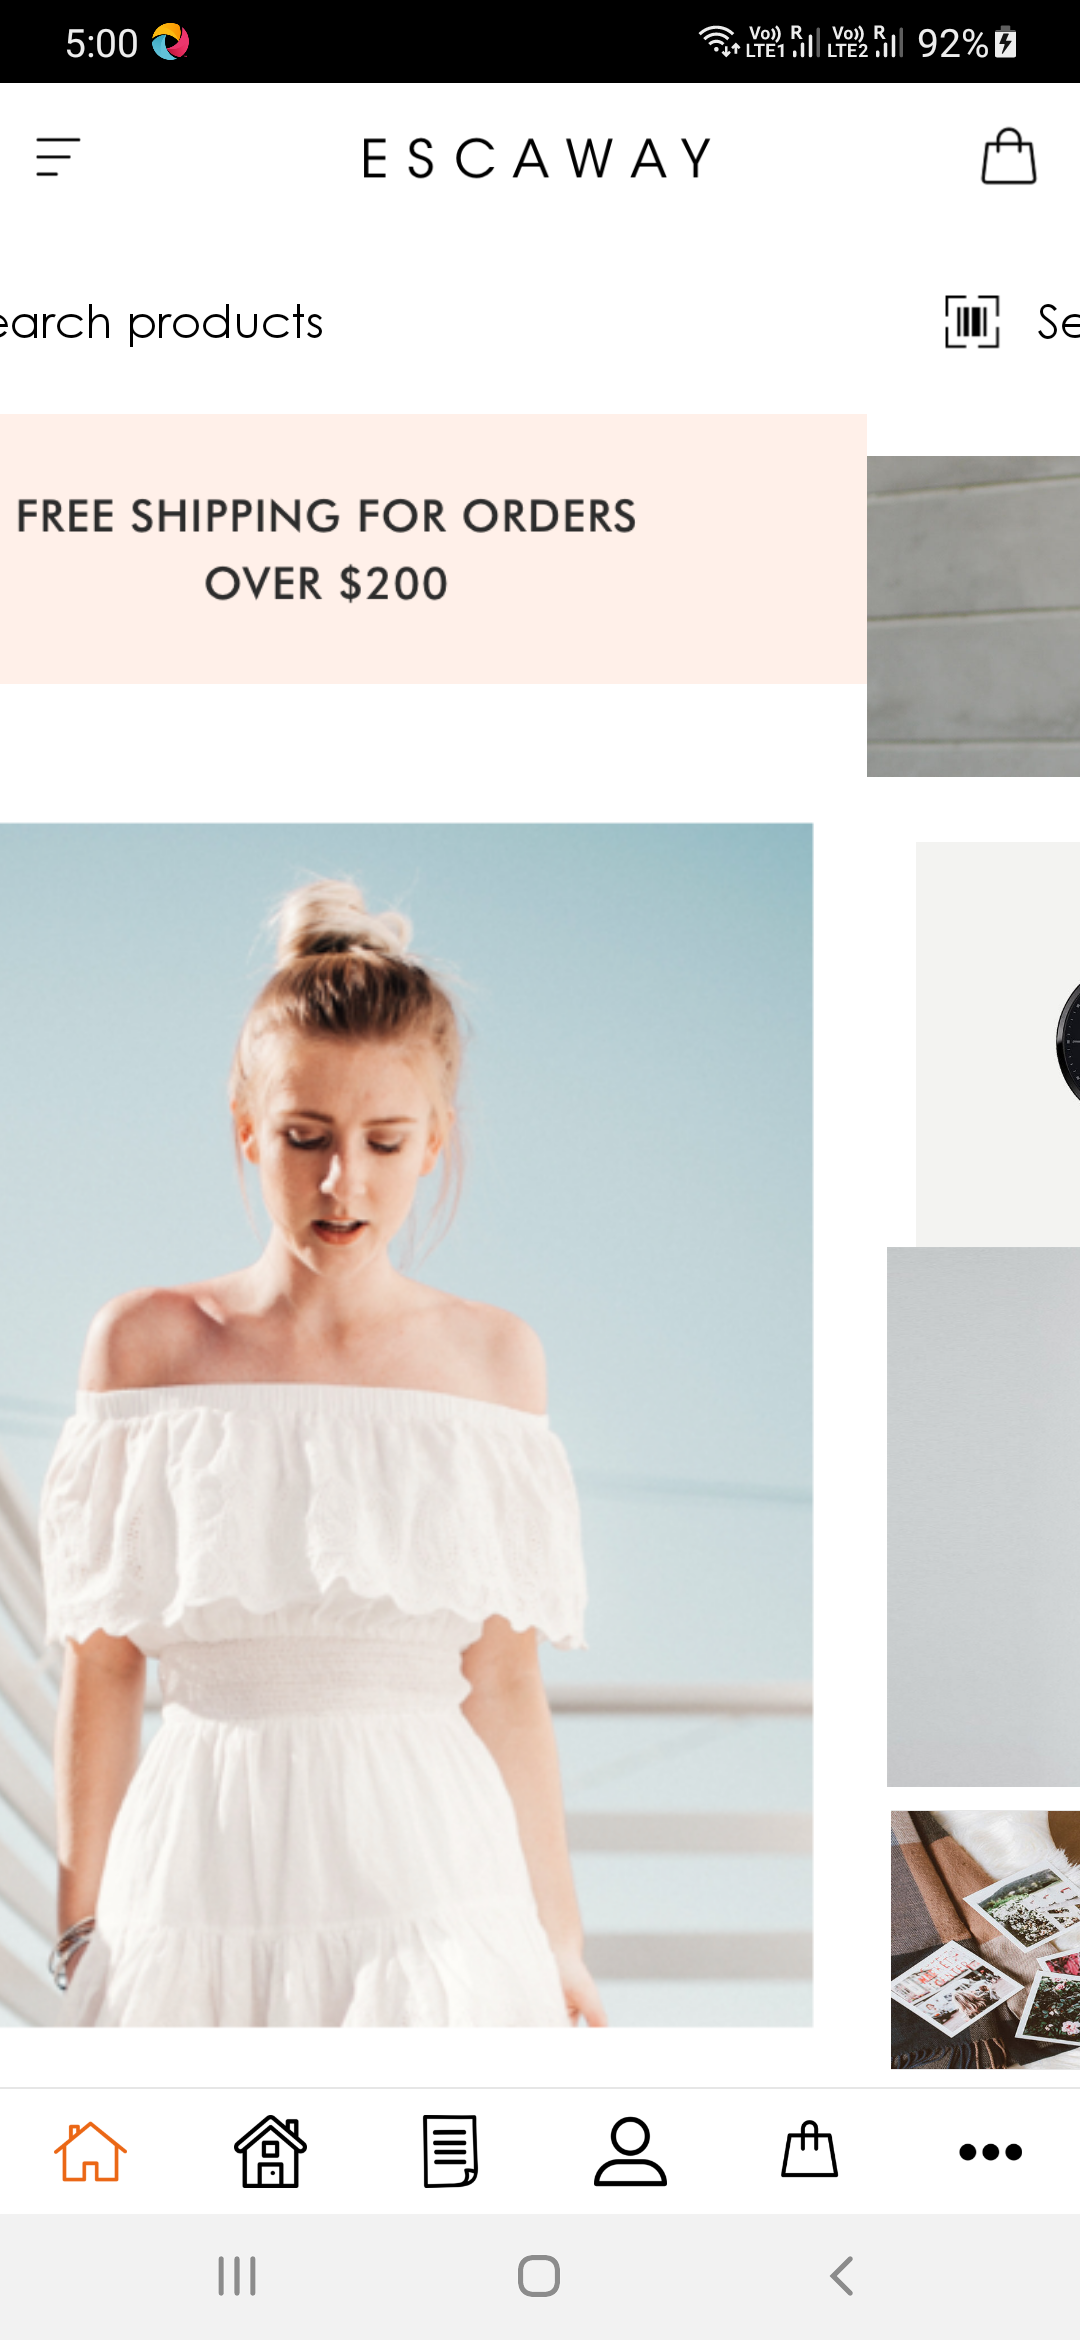 5:00
Vo)) R Vo)) R 92%
LTE1 LTE2
ESCAWAY
earch products
Se
FREE SHIPPING FOR ORDERS
OVER $200